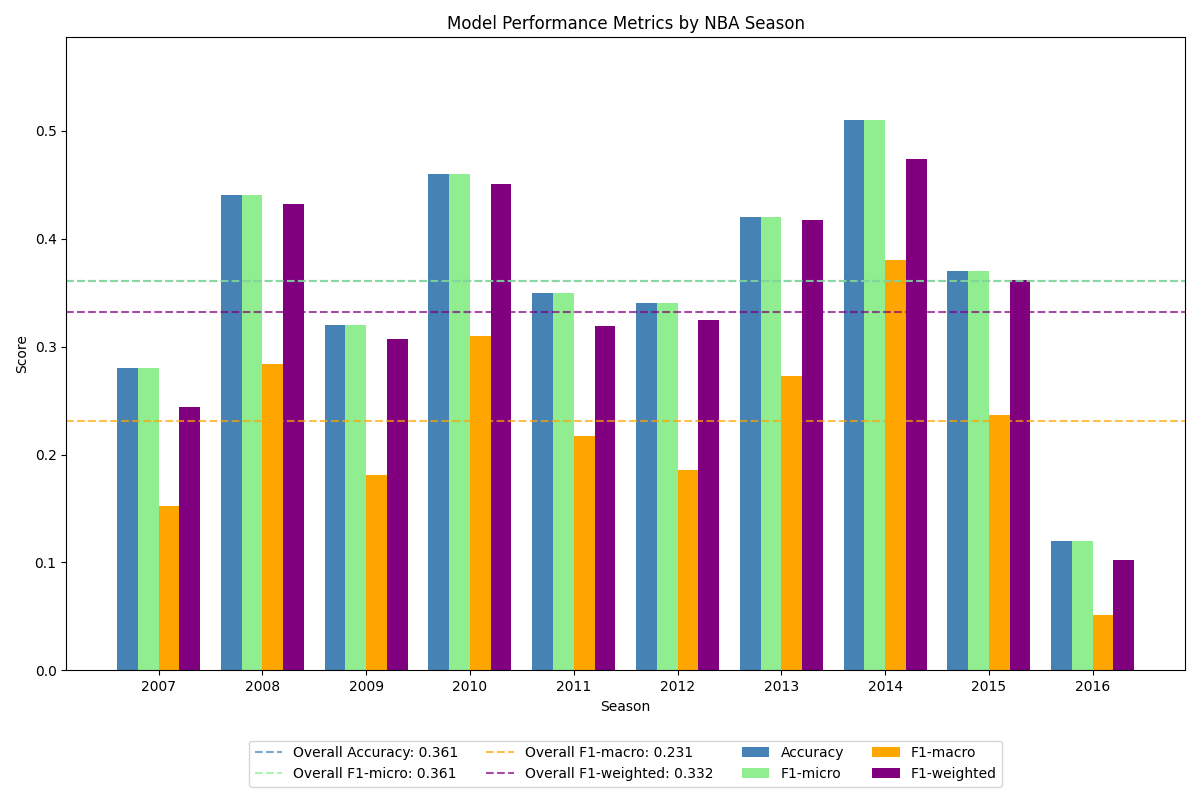 Model Performance Metrics by NBA Season
Score
0.5
0.4
0.3
0.2
0.1
0.0
2007 2008 2009 2010 2011 2012 2013 2014 2015 2016
Season
Overall Accuracy: 0.361 Overall F1-macro: 0.231 Accuracy F1-macro
Overall F1-micro: 0.361 Overall F1-weighted: 0.332 F1-micro F1-weighted